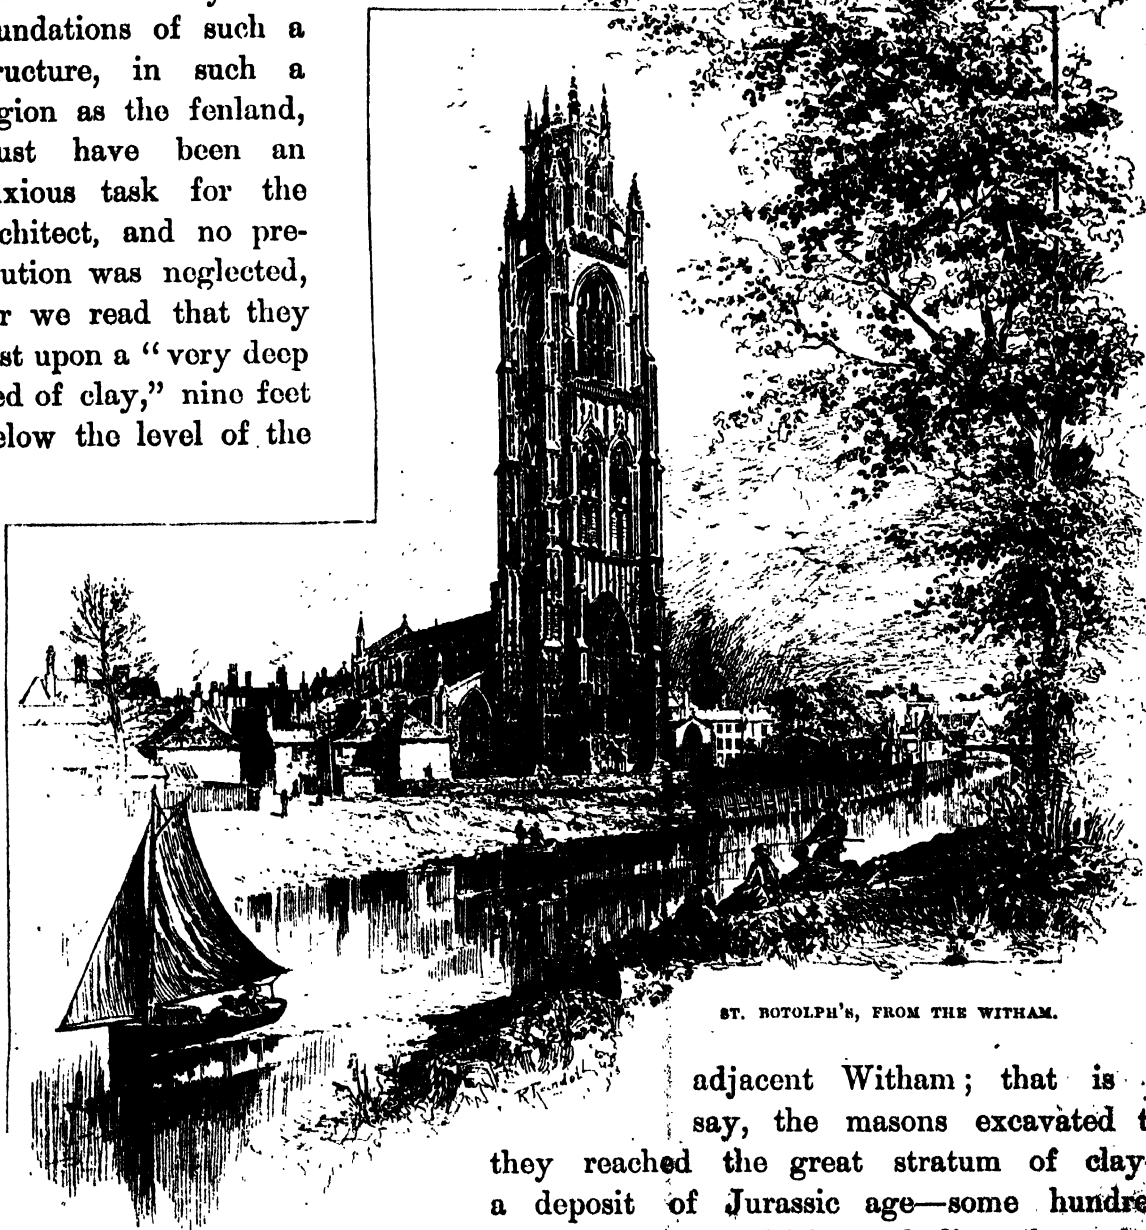 undations of such a
ructure, in such a
gion as the fenland,
ust have been an
xious task for the
chitect, and no pre-
ution was neglected,
r we read that they
st upon a “very deep
ed of clay,” nine feet
elow the level of the
ST. BOTOLPH'S, FROM THE WITHAM.
adjacent Witham; that is
say, the masons excavated t
they reached the great stratum of clay
a deposit of Jurassic age—some hundre